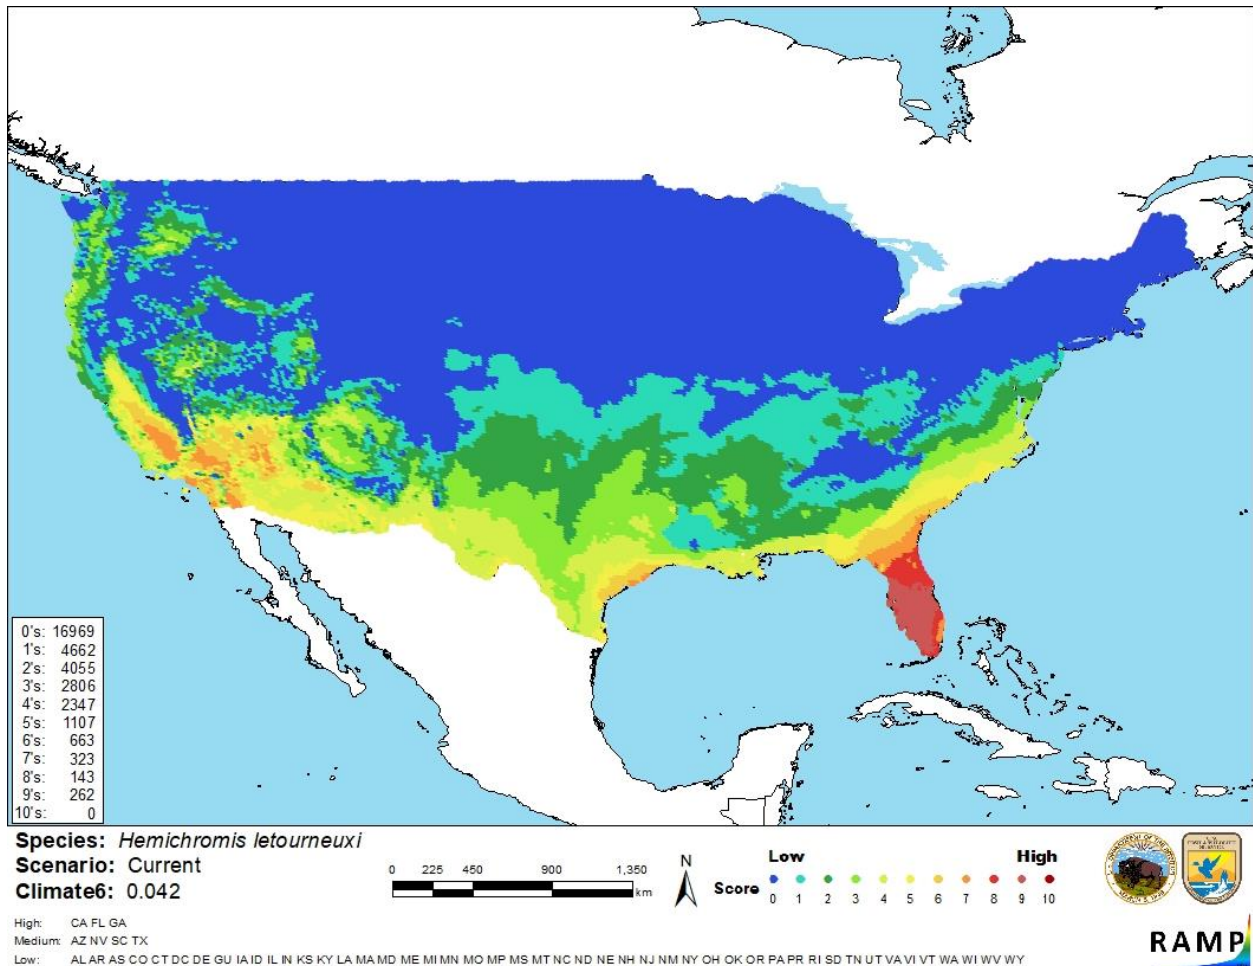 0's: 16969
1's: 4662
2's: 4055
3's: 2806
4's: 2347
5's: 1107
6's: 663
7's: 323
8's: 143
9's: 262
10's: 0
Species: Hemichromis letourneuxi
Scenario: Current
Climate6: 0.042
0 225 450 900 1,350
km
N
Low High
Score 0 1 2 3 4 5 6 7 8 9 10
High: CA FL GA
Medium: AZ NV SC TX
Low: AL AR AS CO CT DC DE GU IA ID IL IN KS KY LA MA MD ME MI MN MO MP MS MT NC ND NE NH NJ NM NY OH OK OR PA PR RI SD TN UT VA VI VT WA WI WV WY
RAMP